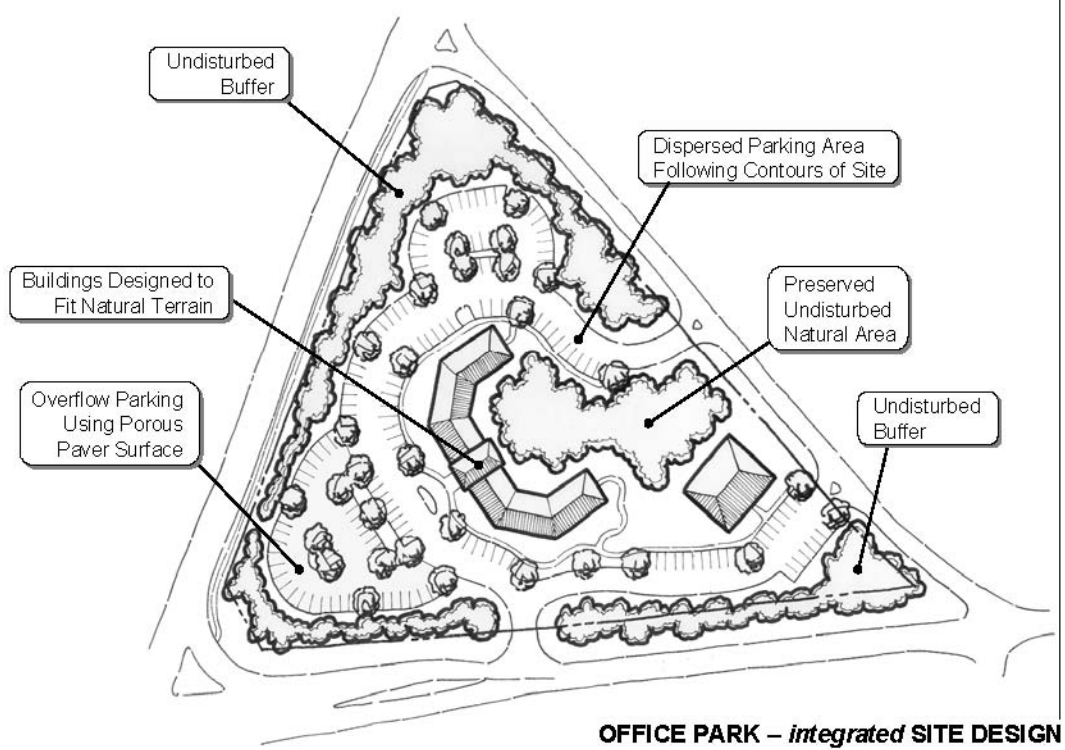 Undisturbed
Buffer
Dispersed Parking Area
Following Contours of Site
Buildings Designed to
Fit Natural Terrain
Preserved
Undisturbed
Natural Area
Overflow Parking
Using Porous
Paver Surface
Undisturbed
Buffer
OFFICE PARK – integrated SITE DESIGN